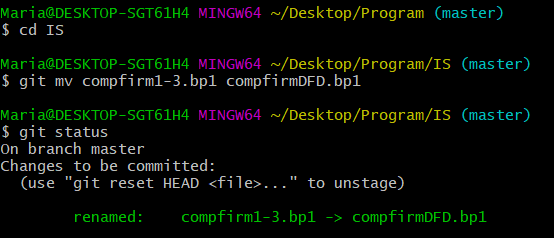 Maria@DESKTOP-SGT61H4 MINGW64 ~/Desktop/Program (master)
$ cd IS
Maria@DESKTOP-SGT61H4 MINGW64 ~/Desktop/Program/IS (master)
$ git mv compfirm1-3.bp1 compfirmDFD.bp1
Maria@DESKTOP-SGT61H4 MINGW64 ~/Desktop/Program/IS (master)
$ git status
On branch master
Changes to be committed:
  (use "git reset HEAD <file>..." to unstage)
        renamed:    compfirm1-3.bp1 -> compfirmDFD.bp1